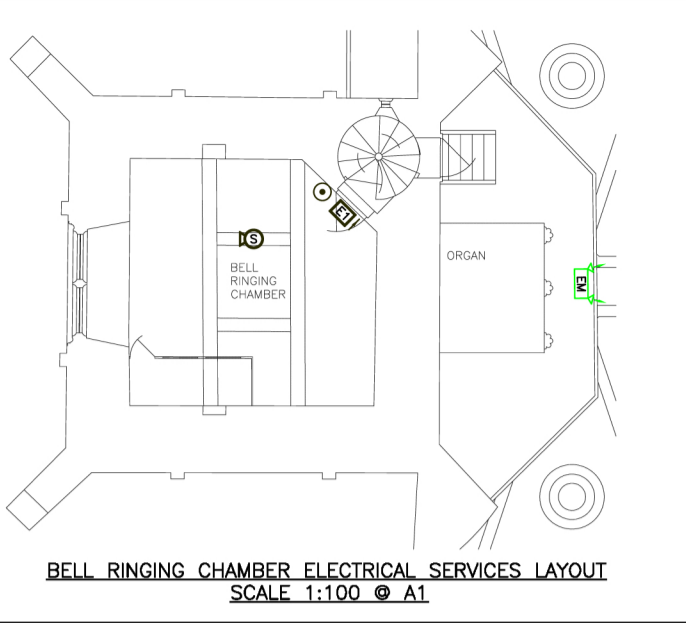 E1
S
BELL
RINGING
CHAMBER
ORGAN
EM
BELL RINGING CHAMBER ELECTRICAL SERVICES LAYOUT
SCALE 1:100 @ A1